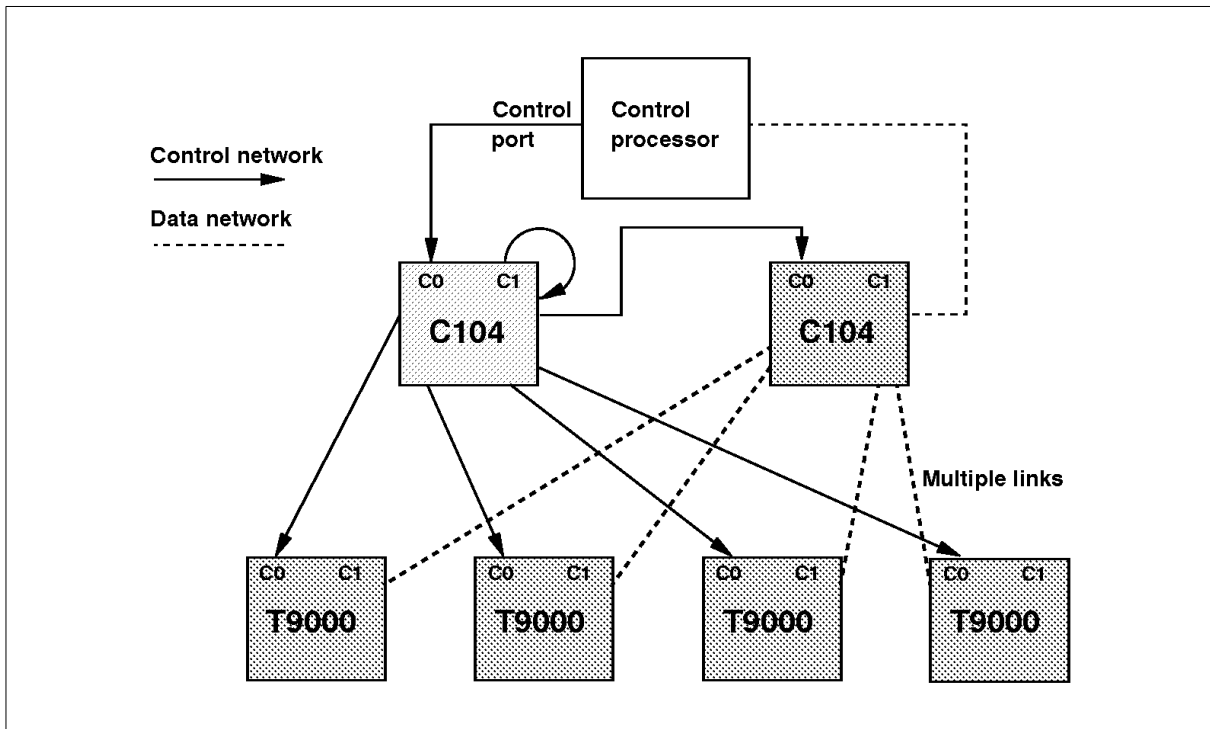 Control
port
Control
processor
Control network
Data network
C0 C1
C104
C0 C1
C104
Multiple links
C0 C1
T9000
C0 C1
T9000
C0 C1
T9000
C0 C1
T9000